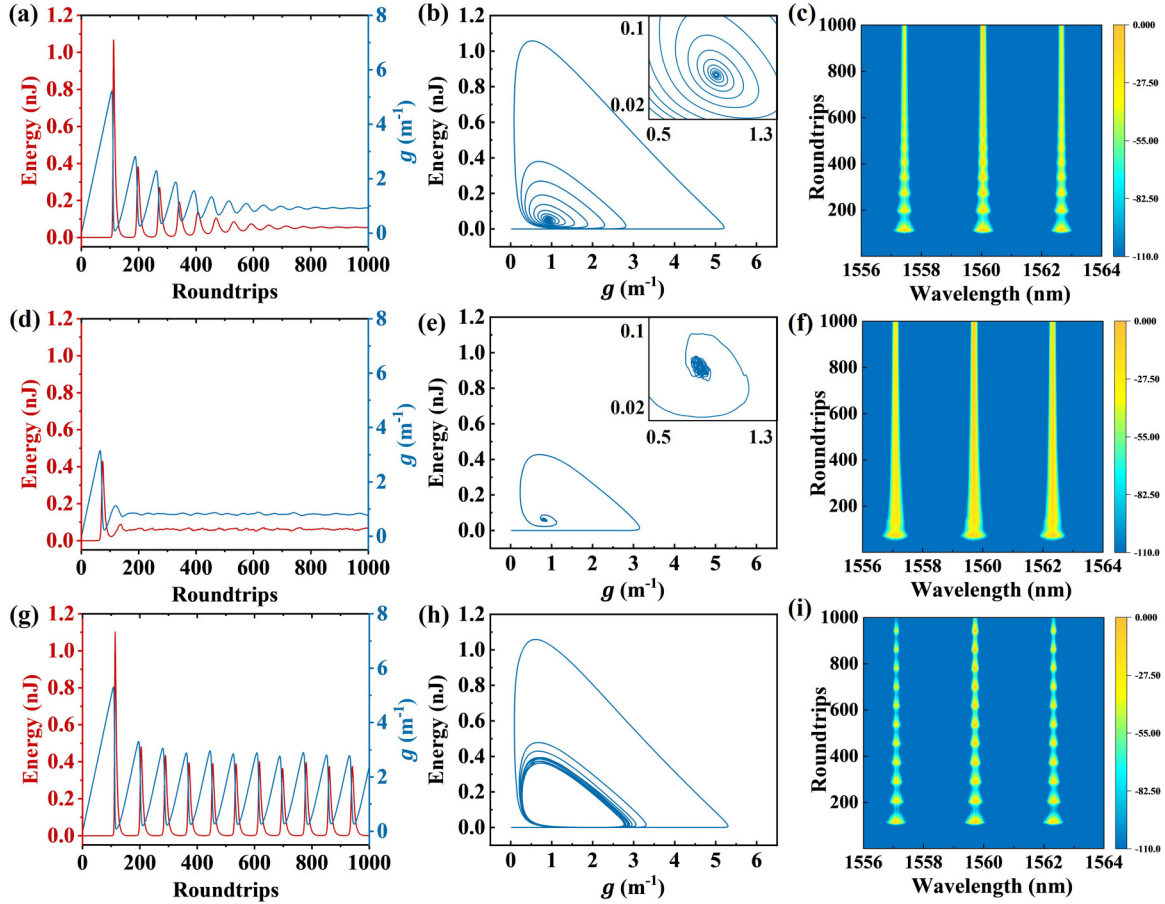 (a)
1.2
1.0
0.8
0.6
0.4
0.2
0.0
Energy (nJ)
8
6
4
2
0
g (m⁻¹)
0 200 400 600 800 1000
Roundtrips
(b)
1.2
1.0
0.8
0.6
0.4
0.2
0.0
Energy (nJ)
0.1
0.02
0.5 1.3
0 1 2 3 4 5 6
g (m⁻¹)
(c)
1000
800
600
400
200
Roundtrips
1556 1558 1560 1562 1564
Wavelength (nm)
0.000
-27.50
-55.00
-82.50
-110.0
(d)
1.2
1.0
0.8
0.6
0.4
0.2
0.0
Energy (nJ)
8
6
4
2
0
g (m⁻¹)
0 200 400 600 800 1000
Roundtrips
(e)
1.2
1.0
0.8
0.6
0.4
0.2
0.0
Energy (nJ)
0.1
0.02
0.5 1.3
0 1 2 3 4 5 6
g (m⁻¹)
(f)
1000
800
600
400
200
Roundtrips
1556 1558 1560 1562 1564
Wavelength (nm)
0.000
-27.50
-55.00
-82.50
-110.0
(g)
1.2
1.0
0.8
0.6
0.4
0.2
0.0
Energy (nJ)
8
6
4
2
0
g (m⁻¹)
0 200 400 600 800 1000
Roundtrips
(h)
1.2
1.0
0.8
0.6
0.4
0.2
0.0
Energy (nJ)
0 1 2 3 4 5 6
g (m⁻¹)
(i)
1000
800
600
400
200
Roundtrips
1556 1558 1560 1562 1564
Wavelength (nm)
0.000
-27.50
-55.00
-82.50
-110.0